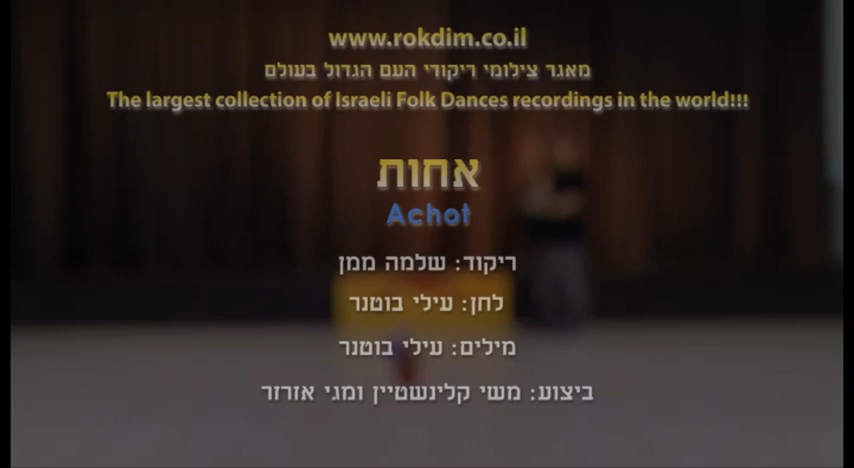 www.rokdim.co.il
מאגר צילומי ריקודי העם הגדול בעולם
The largest collection of Israeli Folk Dances recordings in the world!!!
אחות
Achot
ריקוד: שלמה ממן
לחן: עילי בוטנר
מילים: עילי בוטנר
ביצוע: משי קלינשטיין ומגי אזרזר